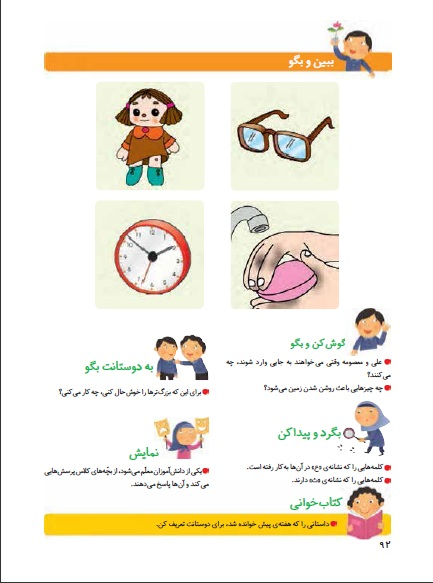 ببین و بگو
گوش کن و بگو
علی و معصومه وقتی می‌خواهند به جایی وارد شوند، چه
می‌کنند؟
چه چیزهایی باعث روشن شدن زمین می‌شود؟
به دوستانت بگو
برای این که بزرگ‌ترها را خوش‌حال کنی، چه کار می‌کنی؟
بگرد و پیدا کن
کلمه‌هایی را که نشانه‌ی «ع» در آن‌ها به کار رفته است.
کلمه‌هایی را که نشانه‌ی دارند.
نمایش
یکی از دانش‌آموزان معلّم می‌شود، از بچّه‌های کلاس پرسش‌هایی
می‌کند و آن‌ها پاسخ می‌دهند.
کتاب‌خوانی
داستانی را که هفته‌ی پیش خوانده شد، برای دوستانت تعریف کن.
۹۲